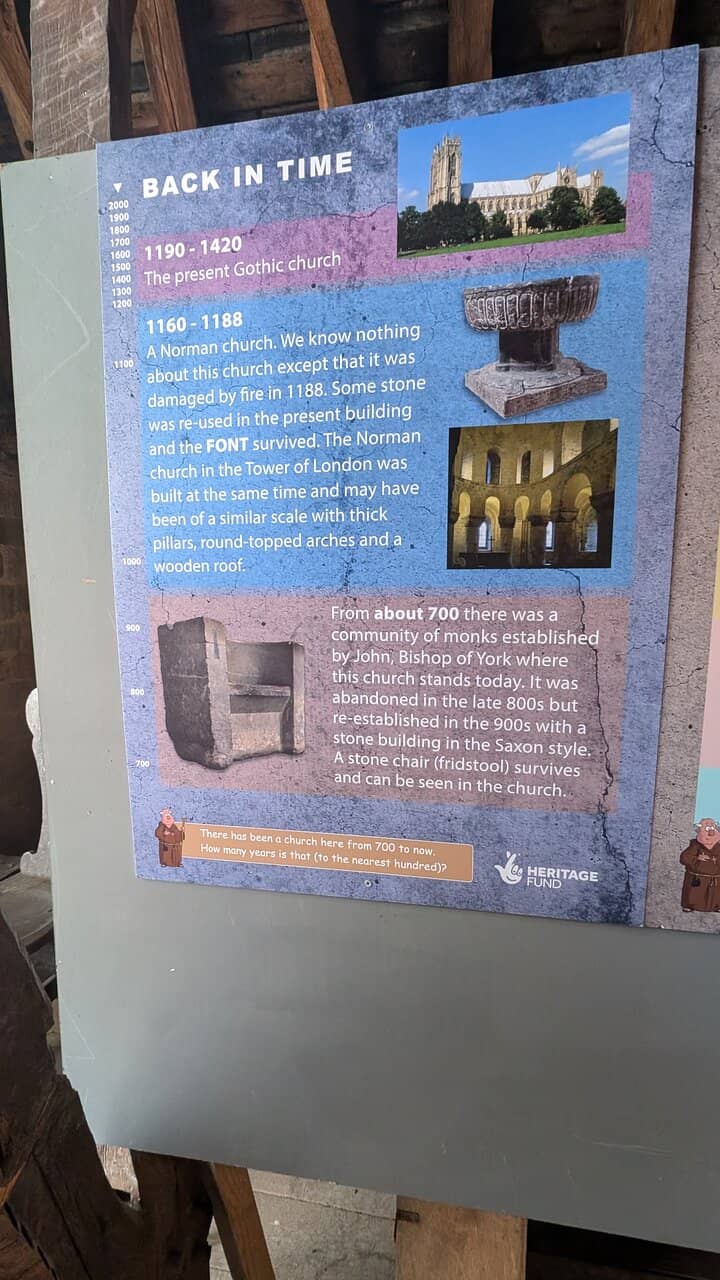 BACK IN TIME
2000
1900
1800
1700
1600
1500
1400
1300
1200
1100
1000
900
800
700
1190 - 1420
The present Gothic church
1160 - 1188
A Norman church. We know nothing
about this church except that it was
damaged by fire in 1188. Some stone
was re-used in the present building
and the FONT survived. The Norman
church in the Tower of London was
built at the same time and may have
been of a similar scale with thick
pillars, round-topped arches and a
wooden roof.
From about 700 there was a
community of monks established
by John, Bishop of York where
this church stands today. It was
abandoned in the late 800s but
re-established in the 900s with a
stone building in the Saxon style.
A stone chair (fridstool) survives
and can be seen in the church.
There has been a church here from 700 to now.
How many years is that (to the nearest hundred)?
HERITAGE
FUND